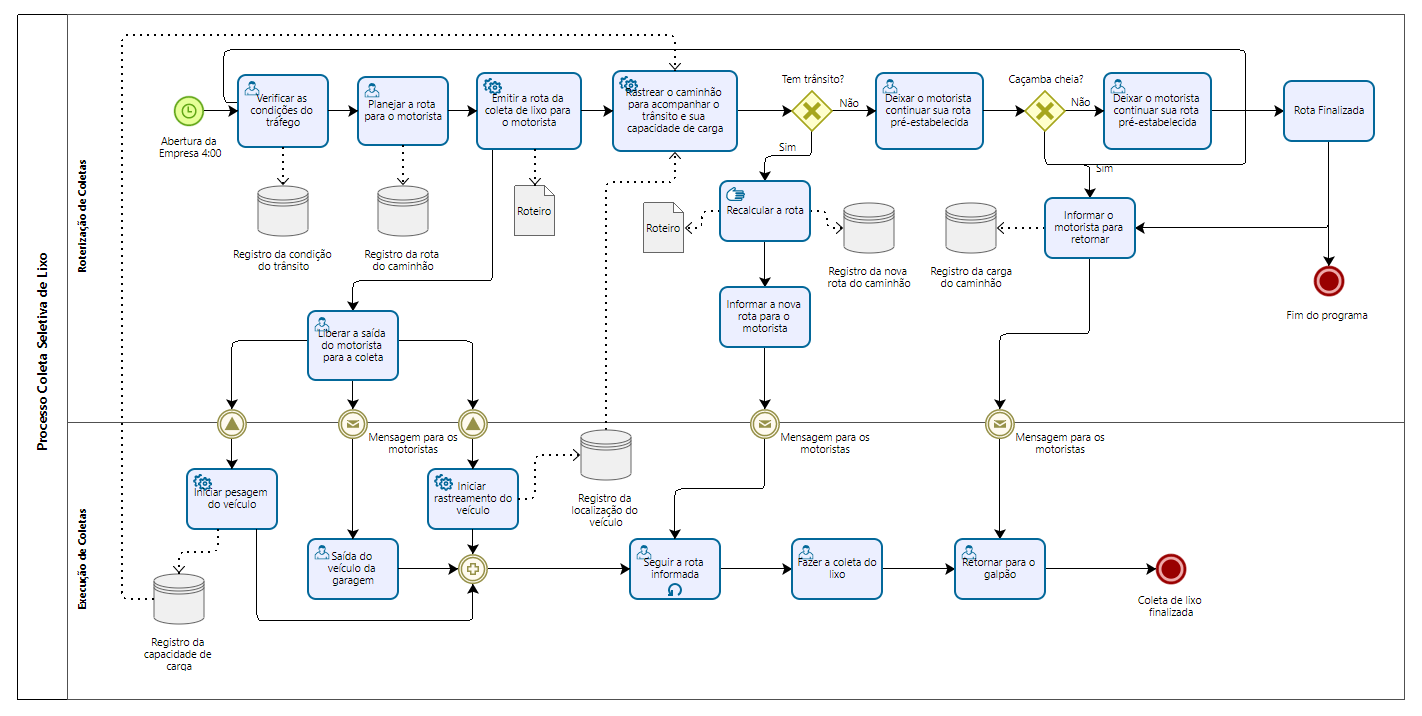 Processo Coleta Seletiva de Lixo
Roterização de Coletas
Abertura da
Empresa 4:00
Verificar as
condições do
tráfego
Planejar a rota
para o motorista
Emitir a rota da
coleta de lixo para
o motorista
Rastrear o caminhão
para acompanhar o
trânsito e sua
capacidade de carga
Tem trânsito?
Não
Sim
Deixar o motorista
continuar sua rota
pré-estabelecida
Caçamba cheia?
Não
Sim
Deixar o motorista
continuar sua rota
pré-estabelecida
Rota Finalizada
Registro da condição
do trânsito
Registro da rota
do caminhão
Roteiro
Roteiro
Recalcular a rota
Registro da nova
rota do caminhão
Registro da carga
do caminhão
Informar o
motorista para
retornar
Fim do programa
Liberar a saída
do motorista
para a coleta
Informar a nova
rota para o
motorista
Execução de Coletas
Mensagem para os
motoristas
Mensagem para os
motoristas
Mensagem para os
motoristas
Iniciar pesagem
do veículo
Iniciar
rastreamento do
veículo
Registro da
localização do
veículo
Saída do
veículo da
garagem
Seguir a rota
informada
Fazer a coleta do
lixo
Retornar para o
galpão
Coleta de lixo
finalizada
Registro da
capacidade de
carga